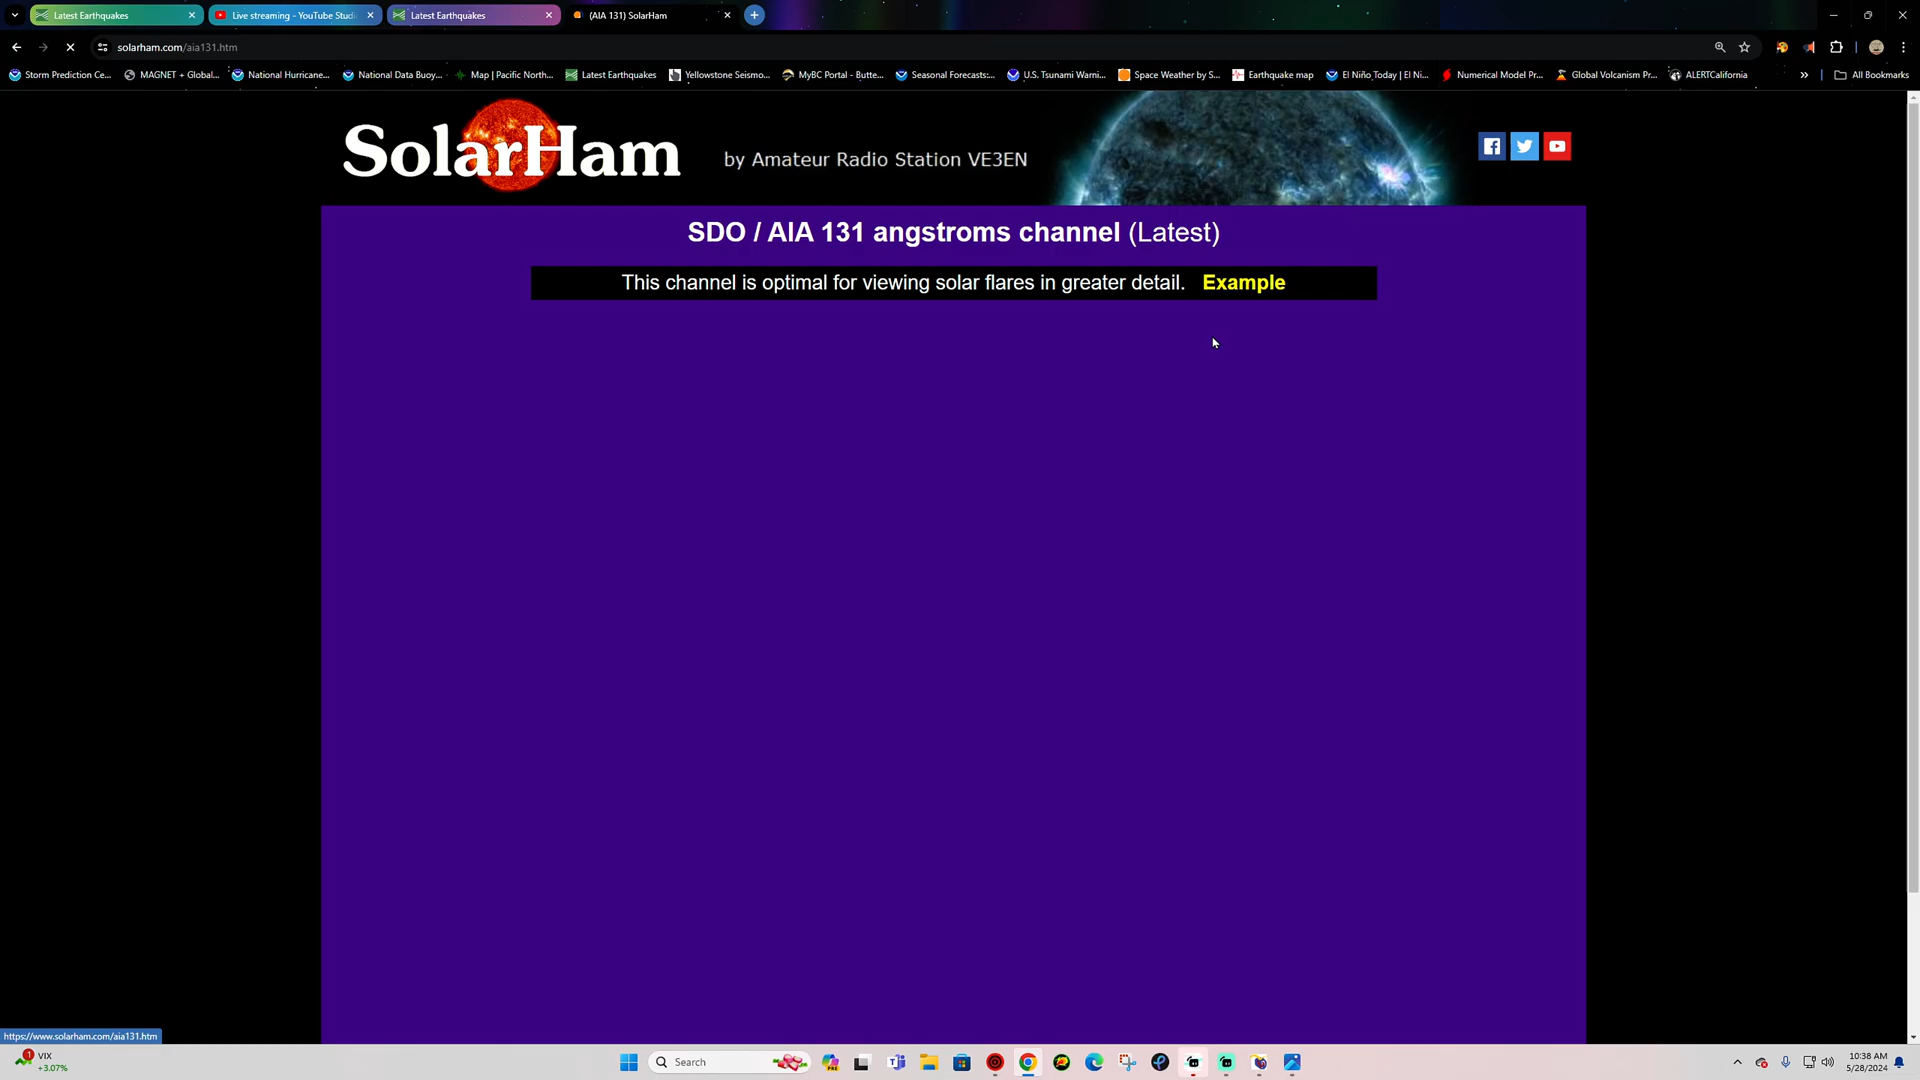 Latest Earthquakes
Live streaming - YouTube Studi
Latest Earthquakes
(AIA 131) SolarHam
solarham.com/aia131.htm
Storm Prediction Ce...
MAGNET + Global...
National Hurricane...
National Data Buoy...
Map | Pacific North...
Latest Earthquakes
Yellowstone Seismo...
MyBC Portal - Butte...
Seasonal Forecasts:...
U.S. Tsunami Warni...
Space Weather by S...
Earthquake map
El Niño Today | El Ni...
Numerical Model Pr...
Global Volcanism Pr...
ALERTCalifornia
»
All Bookmarks
SolarHam
by Amateur Radio Station VE3EN
SDO / AIA 131 angstroms channel (Latest)
This channel is optimal for viewing solar flares in greater detail. Example
https://www.solarham.com/aia131.htm
1
VIX
+3.07%
Search
PRE
10:38 AM
5/28/2024